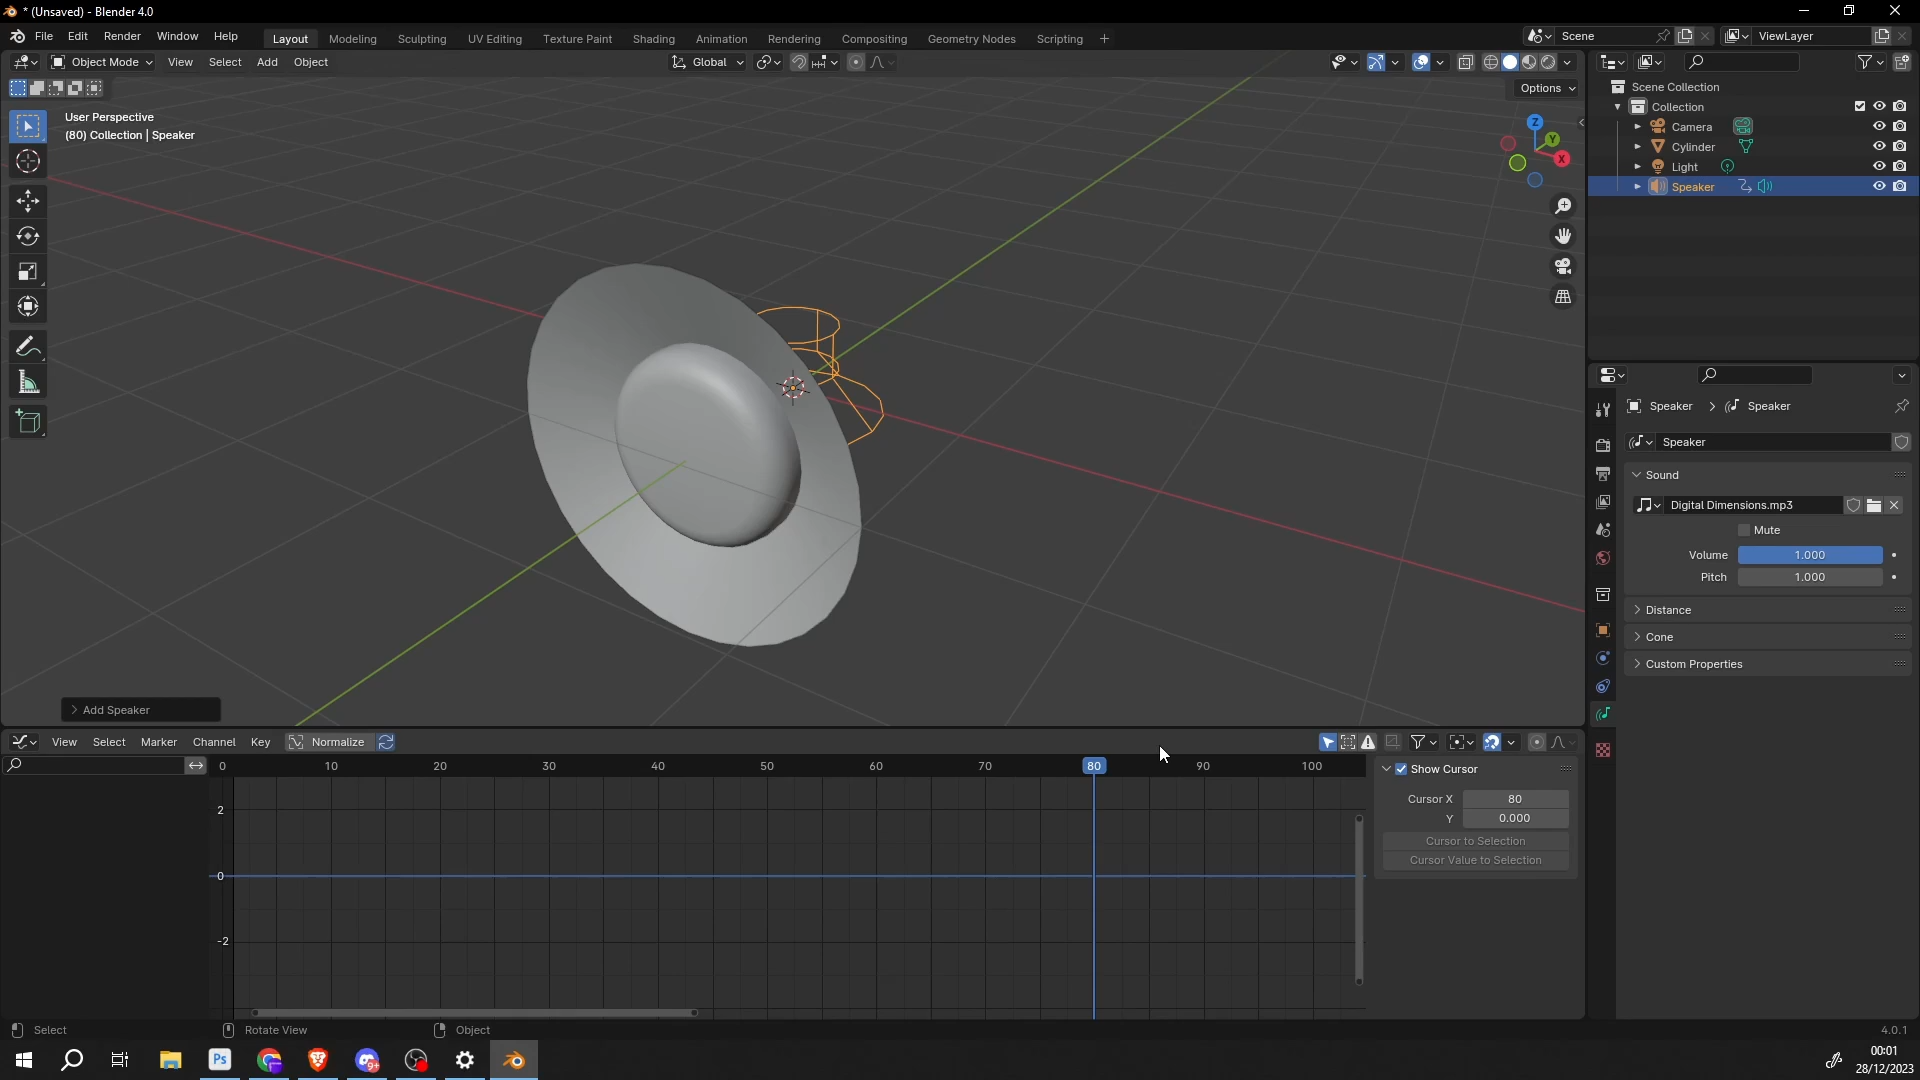 * (Unsaved) - Blender 4.0
File Edit Render Window Help
Layout Modeling Sculpting UV Editing Texture Paint Shading Animation Rendering Compositing Geometry Nodes Scripting +
Scene
ViewLayer
Object Mode View Select Add Object
Global
Options
User Perspective
(80) Collection | Speaker
Z
Y
X
Add Speaker
Scene Collection
Collection
Camera
Cylinder
Light
Speaker
Speaker > Speaker
Speaker
Sound
Digital Dimensions.mp3
Mute
Volume 1.000
Pitch 1.000
Distance
Cone
Custom Properties
View Select Marker Channel Key Normalize
0 10 20 30 40 50 60 70 80 90 100
2
0
-2
Show Cursor
Cursor X 80
Y 0.000
Cursor to Selection
Cursor Value to Selection
Select Rotate View Object
4.0.1
Ps
9+
00:01
28/12/2023